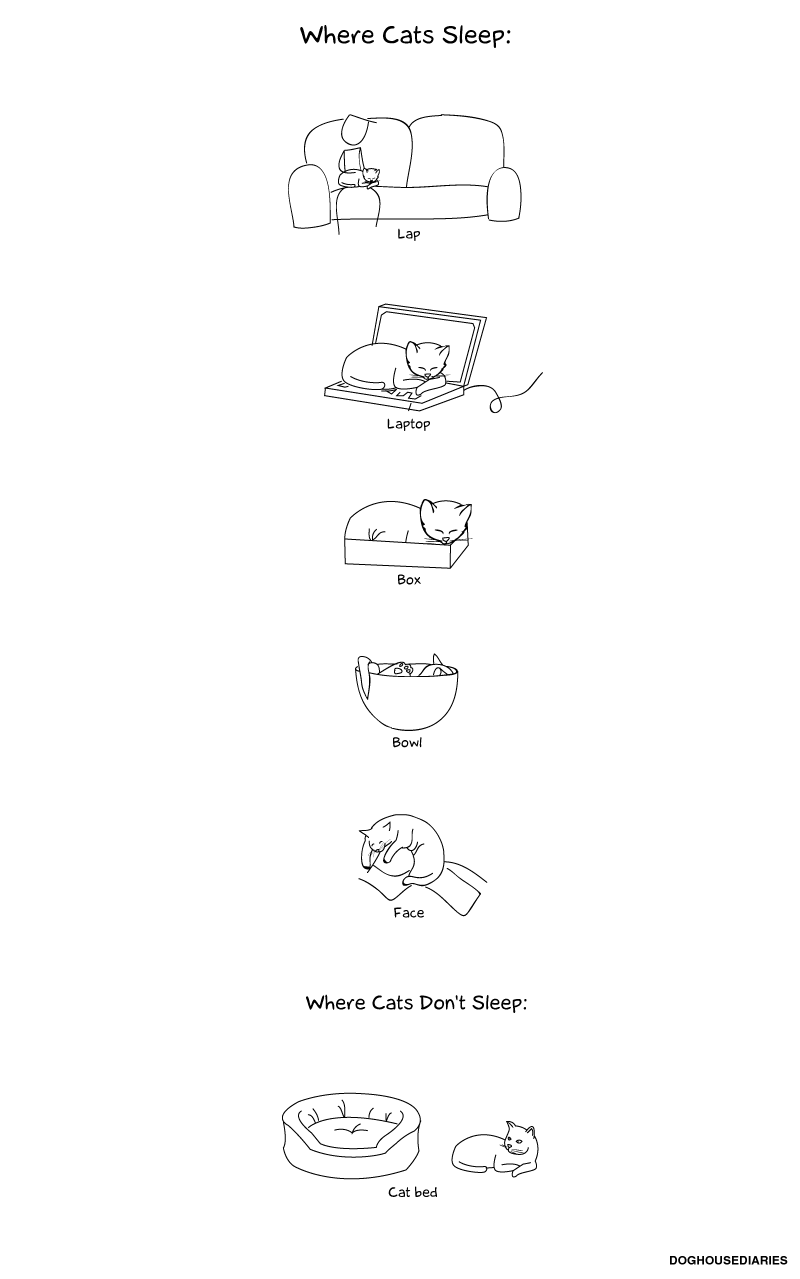 Where Cats Sleep:
Lap
Laptop
Box
Bowl
Face
Where Cats Don't Sleep:
Cat bed
DOGHOUSEDIARIES